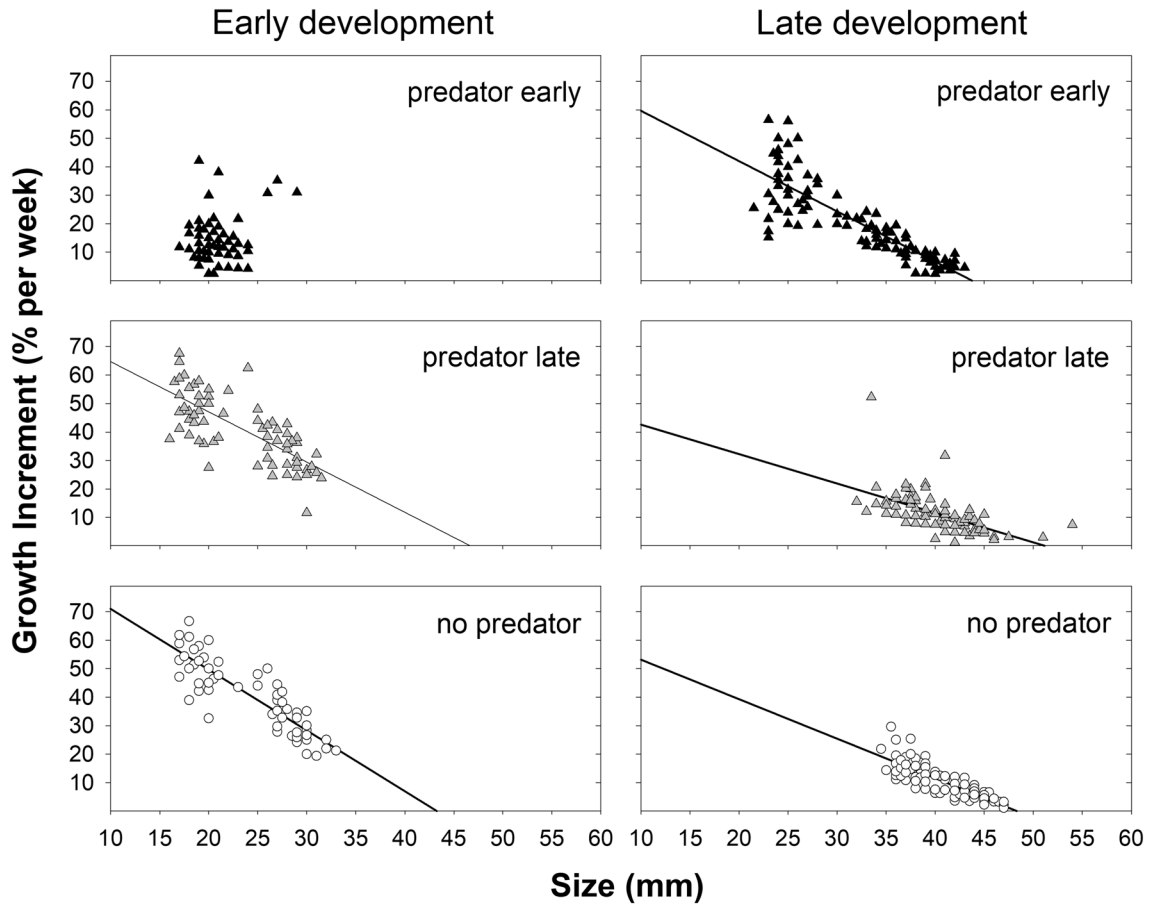 Early development
Late development
Growth Increment (% per week)
predator early
70
60
50
40
30
20
10
predator early
predator late
70
60
50
40
30
20
10
predator late
no predator
70
60
50
40
30
20
10
no predator
10 15 20 25 30 35 40 45 50 55 60
10 15 20 25 30 35 40 45 50 55 60
Size (mm)